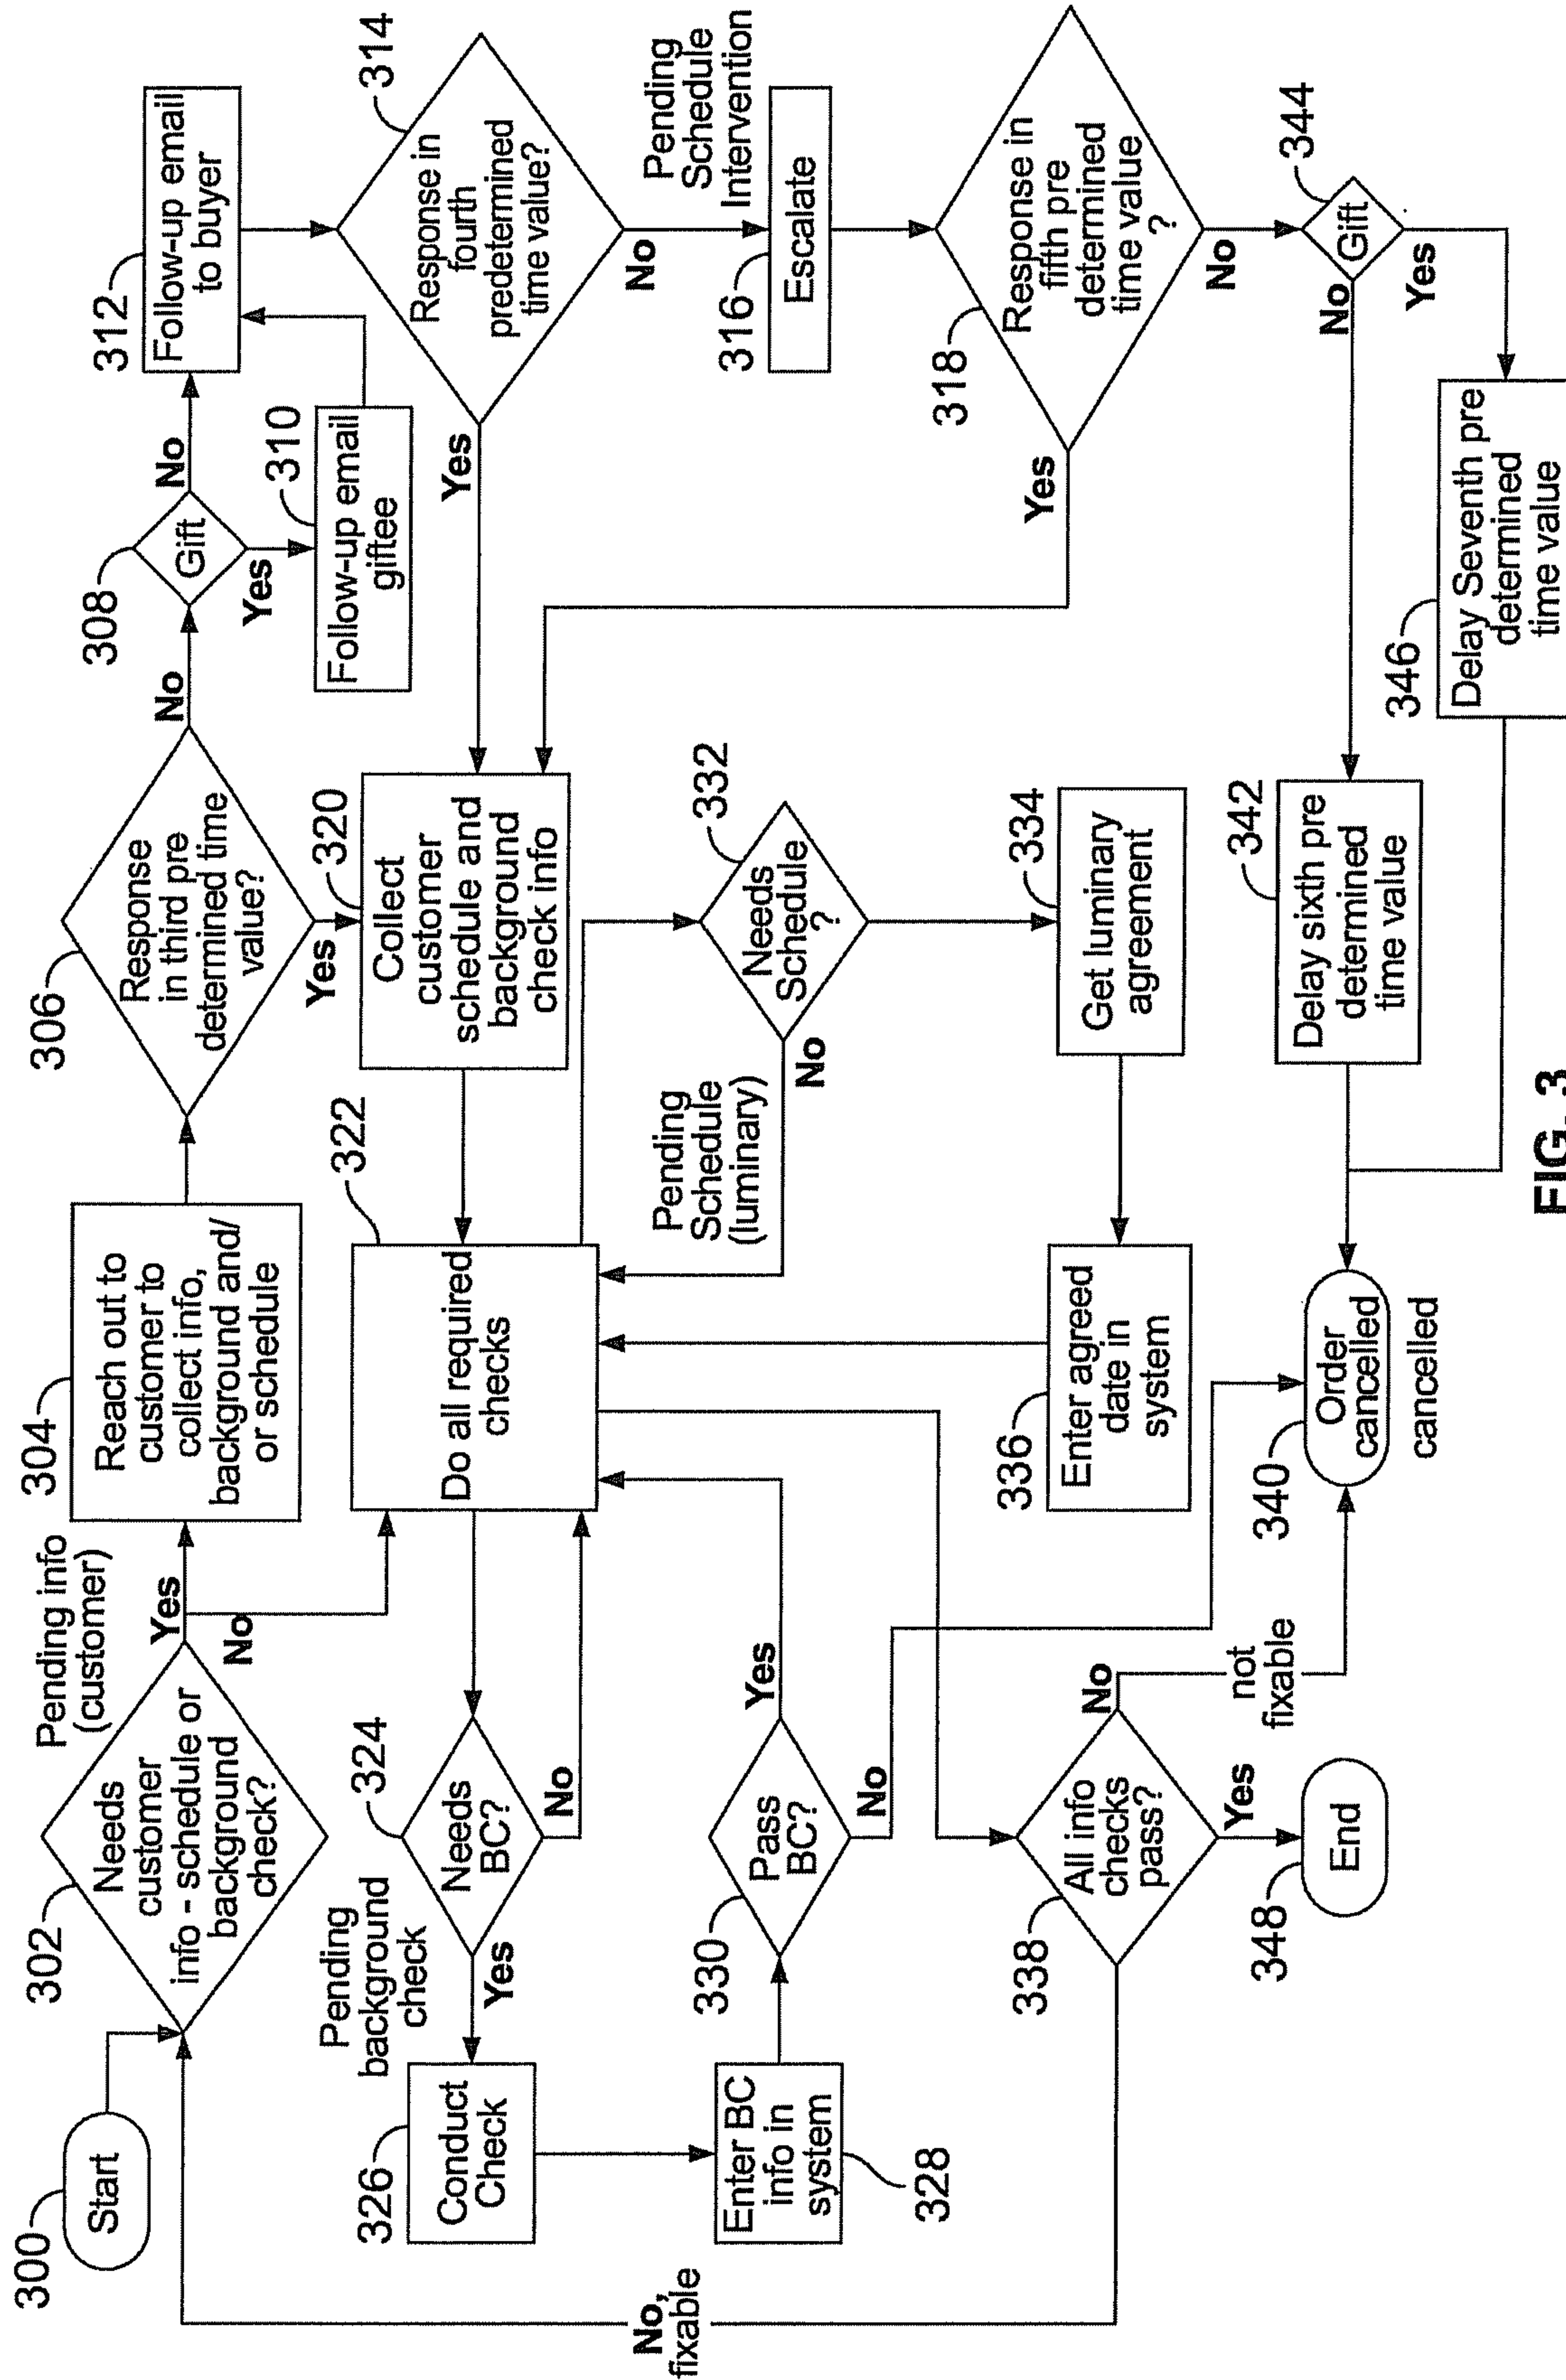 300
Start
302
Needs
customer
info - schedule or
background
check?
Pending info
(customer)
Yes
No
304
Reach out to
customer to
collect info,
background and/
or schedule
306
Response
in third pre
determined time
value?
No
Yes
308
Gift
No
Yes
310
Follow-up email
giftee
312
Follow-up email
to buyer
314
Response in
fourth
predetermined
time value?
Yes
No
Pending
Schedule
Intervention
316
Escalate
318
Response in
fifth pre
determined
time value
?
Yes
No
320
Collect
customer
schedule and
background
check info
322
Do all required
checks
324
Needs
BC?
No
Yes
Pending
background
check
326
Conduct
Check
328
Enter BC
info in
system
330
Pass
BC?
Yes
No
332
Needs
Schedule
?
No
Pending
Schedule
(luminary)
334
Get luminary
agreement
336
Enter agreed
date in
system
338
All info
checks
pass?
No
not
fixable
Yes
No,
fixable
340
Order
cancelled
cancelled
342
Delay sixth pre
determined
time value
344
Gift
No
Yes
346
Delay Seventh pre
determined
time value
348
End
FIG. 3